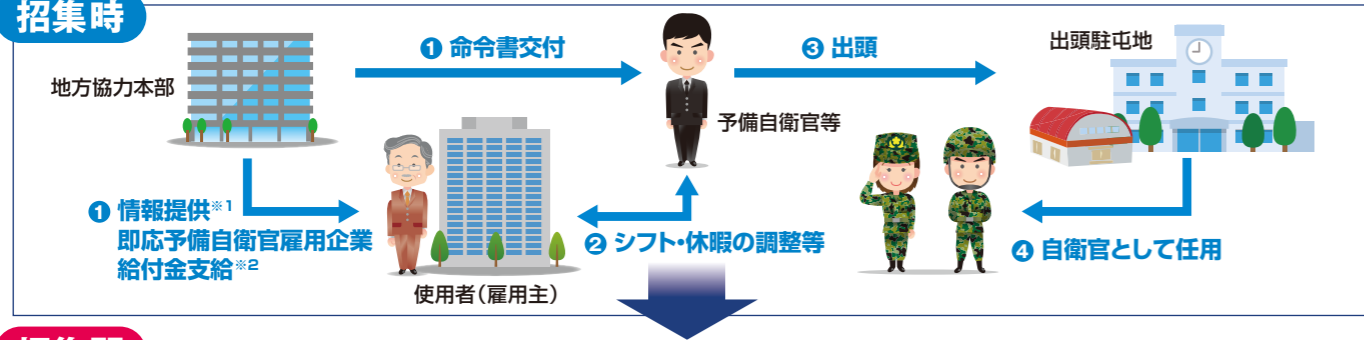 招集時
地方協力本部
❶ 命令書交付
予備自衛官等
❸ 出頭
出頭駐屯地
❶ 情報提供※1
即応予備自衛官雇用企業
給付金支給※2
使用者（雇用主）
❷ シフト・休暇の調整等
❹ 自衛官として任用